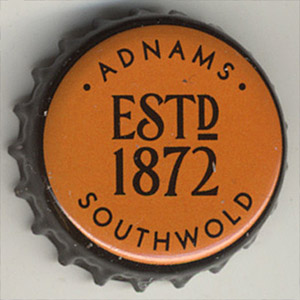 • ADNAMS •
ESTD
1872
SOUTHWOLD